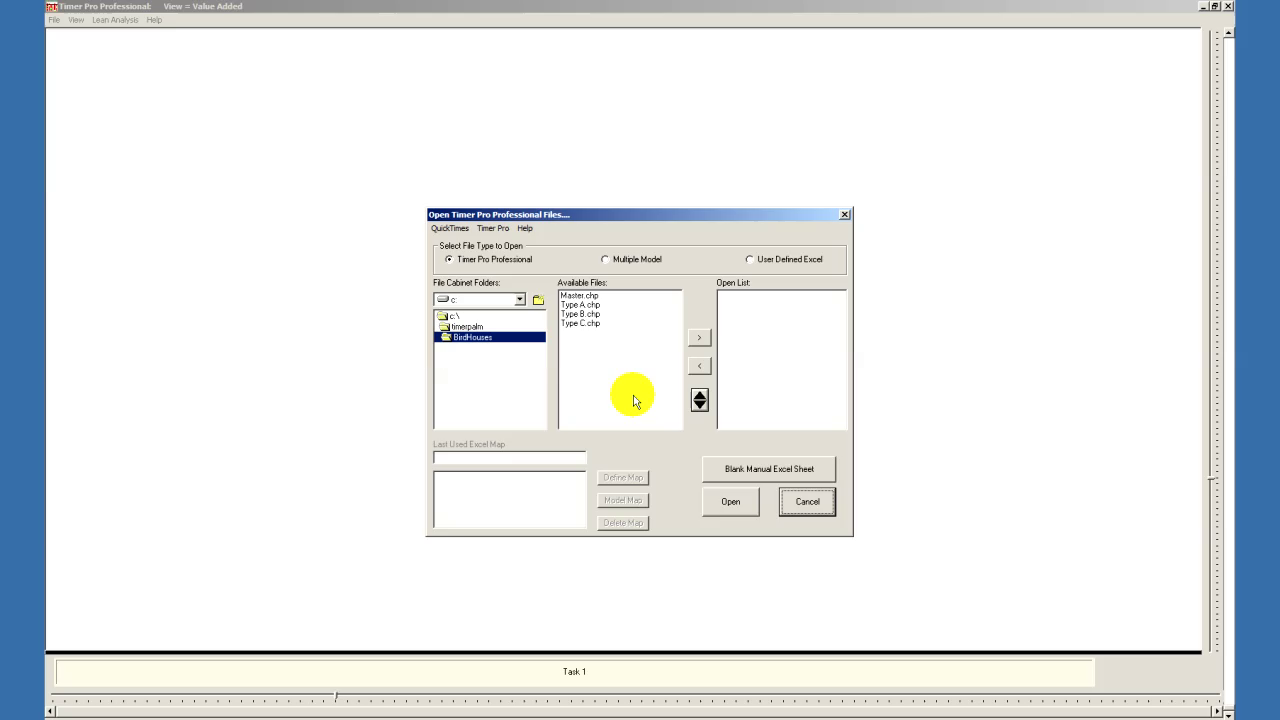 Timer Pro Professional: View = Value Added
File View Lean Analysis Help
Open Timer Pro Professional Files....
QuickTimes Timer Pro Help
Select File Type to Open
Timer Pro Professional Multiple Model User Defined Excel
File Cabinet Folders: Available Files: Open List:
c:
c:\
timerpalm
BirdHouses
Master.chp
Type A.chp
Type B.chp
Type C.chp
>
<
Last Used Excel Map
Define Map
Model Map
Delete Map
Blank Manual Excel Sheet
Open Cancel
Task 1